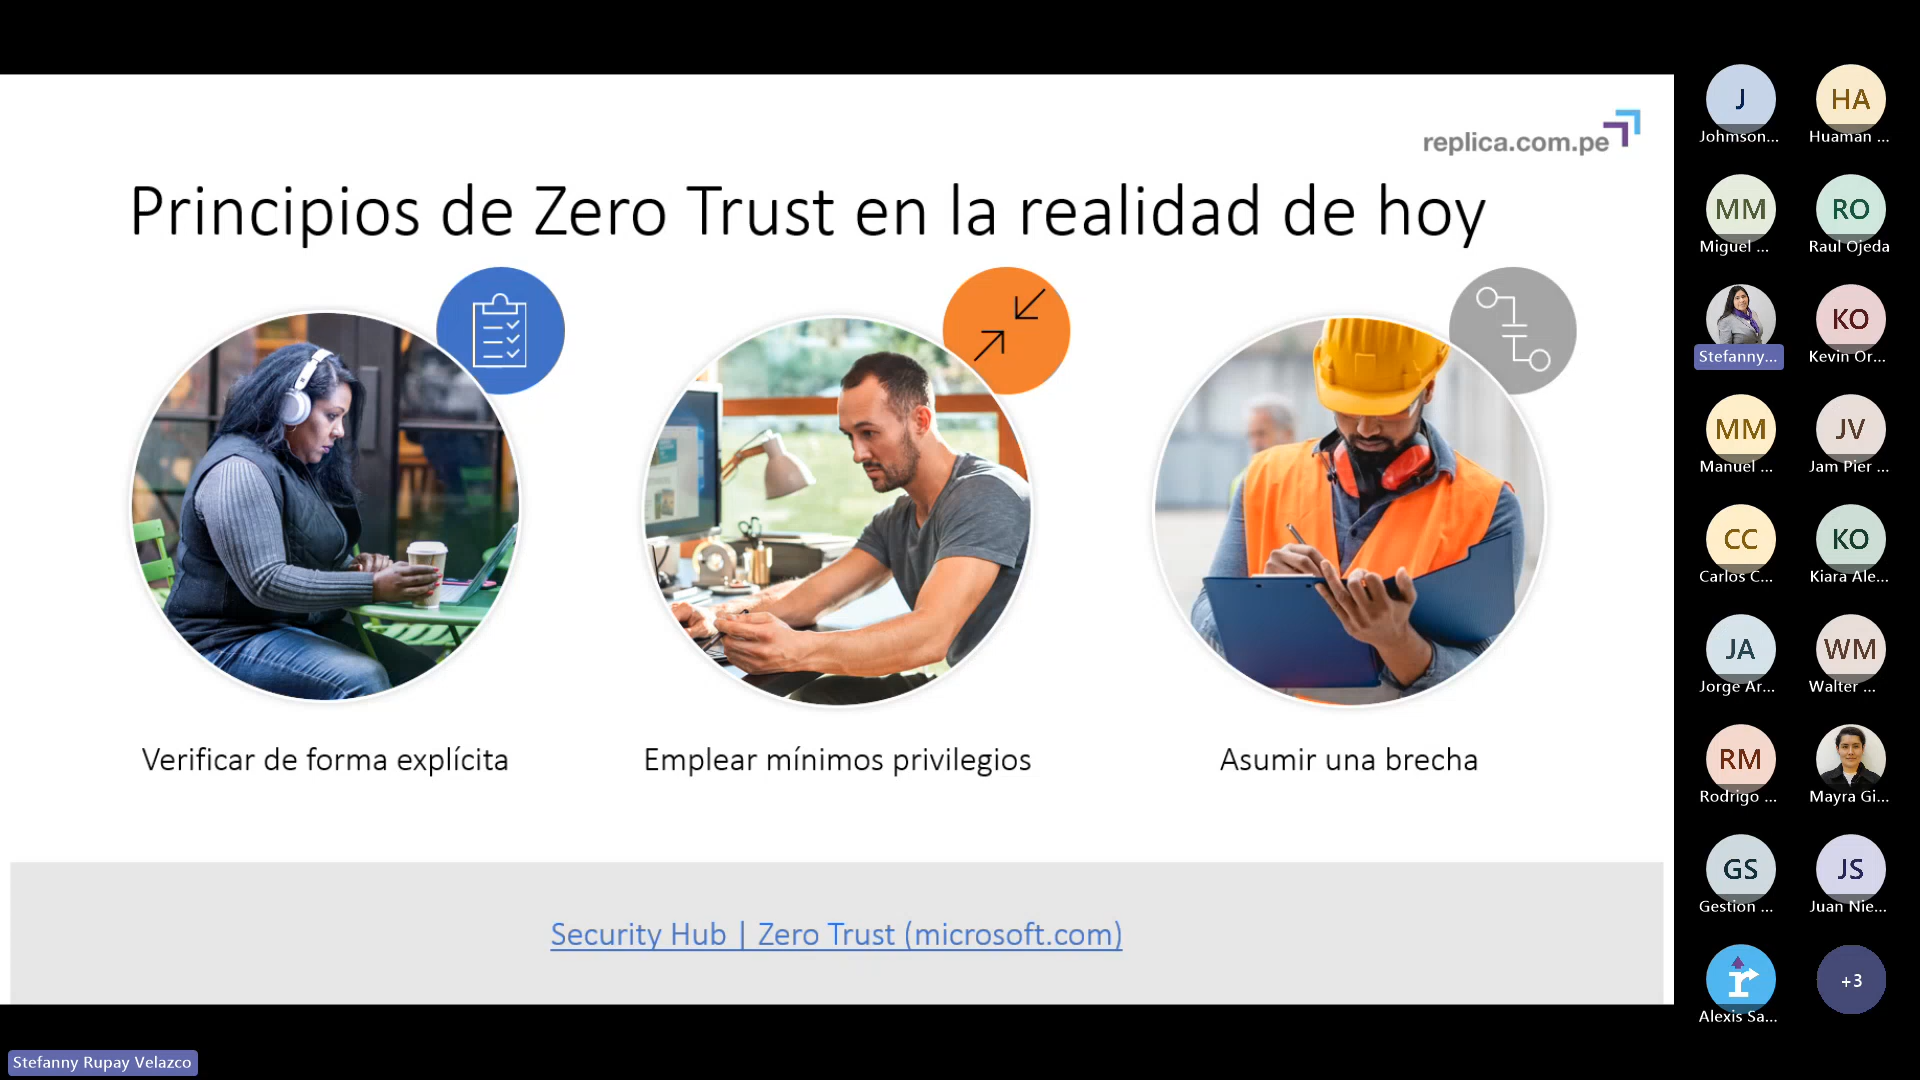 replica.com.pe
Principios de Zero Trust en la realidad de hoy
Verificar de forma explícita
Emplear mínimos privilegios
Asumir una brecha
Security Hub | Zero Trust (microsoft.com)
J
Johmson...
HA
Huaman ...
MM
Miguel ...
RO
Raul Ojeda
Stefanny...
KO
Kevin Or...
MM
Manuel ...
JV
Jam Pier ...
CC
Carlos C...
KO
Kiara Ale...
JA
Jorge Ar...
WM
Walter ...
RM
Rodrigo ...
Mayra Gi...
GS
Gestion ...
JS
Juan Nie...
Alexis Sa...
+3
Stefanny Rupay Velazco